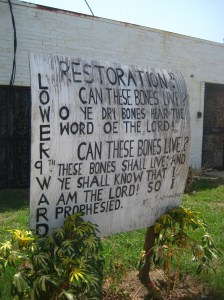 LOWER 9TH WARD
RESTORATION!!
CAN THESE BONES LIVE?
O YE DRY BONES HEAR THE
WORD OF THE LORD!
CAN THESE BONES LIVE?
THESE BONES SHALL LIVE: AND
YE SHALL KNOW THAT I
AM THE LORD! SO I
PROPHESIED.